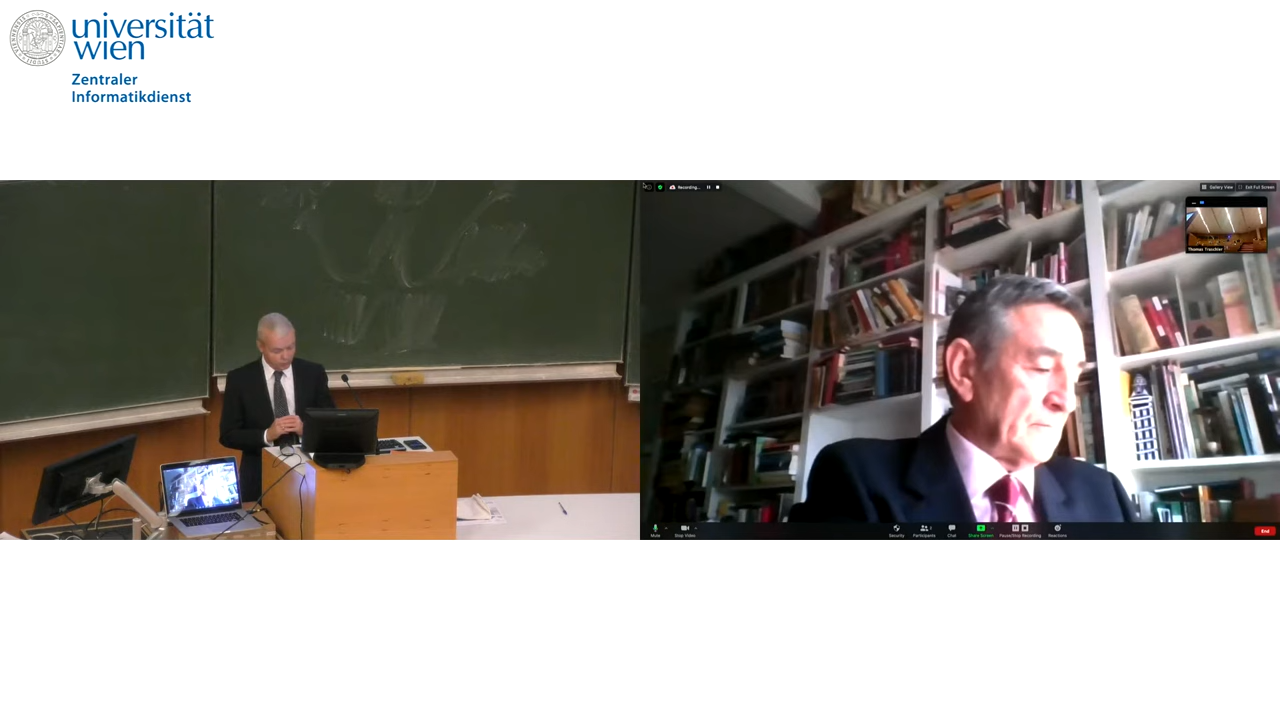 universität
wien
Zentraler
Informatikdienst
Recording...
Gallery View
Exit Full Screen
Thomas Treschler
Mute
Stop Video
Security
Participants
Chat
Share Screen
Pause/Stop Recording
Reactions
End